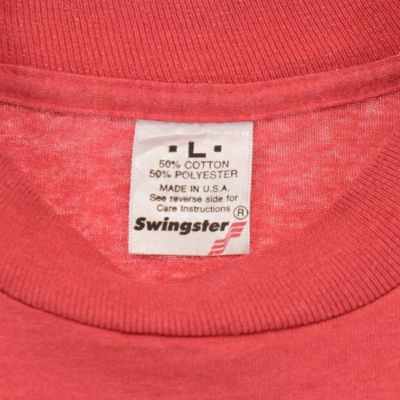 · L ·
50% COTTON
50% POLYESTER
MADE IN U.S.A.
See reverse side for
Care Instructions
Swingster ®